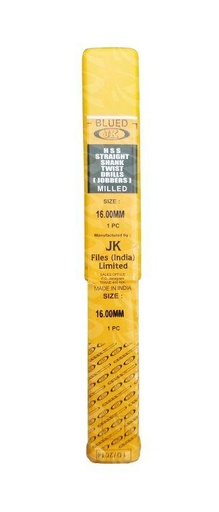 BLUED
JK
H S S
STRAIGHT
SHANK
TWIST
DRILLS
( JOBBERS )
MILLED
SIZE :
16.00MM
1 PC
Manufactured by :
JK
Files (India)
Limited
MADE IN INDIA
SIZE :
16.00MM
1 PC